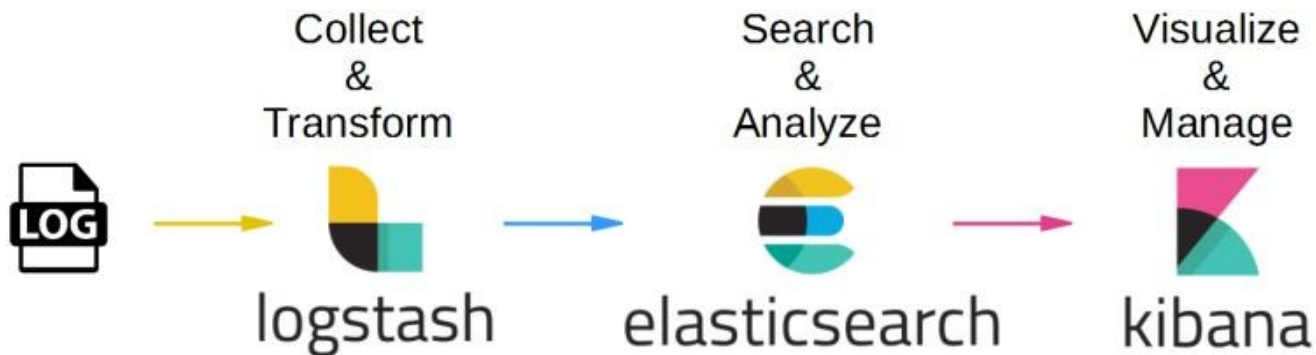 Collect
&
Transform
Search
&
Analyze
Visualize
&
Manage
LOG
logstash
elasticsearch
kibana